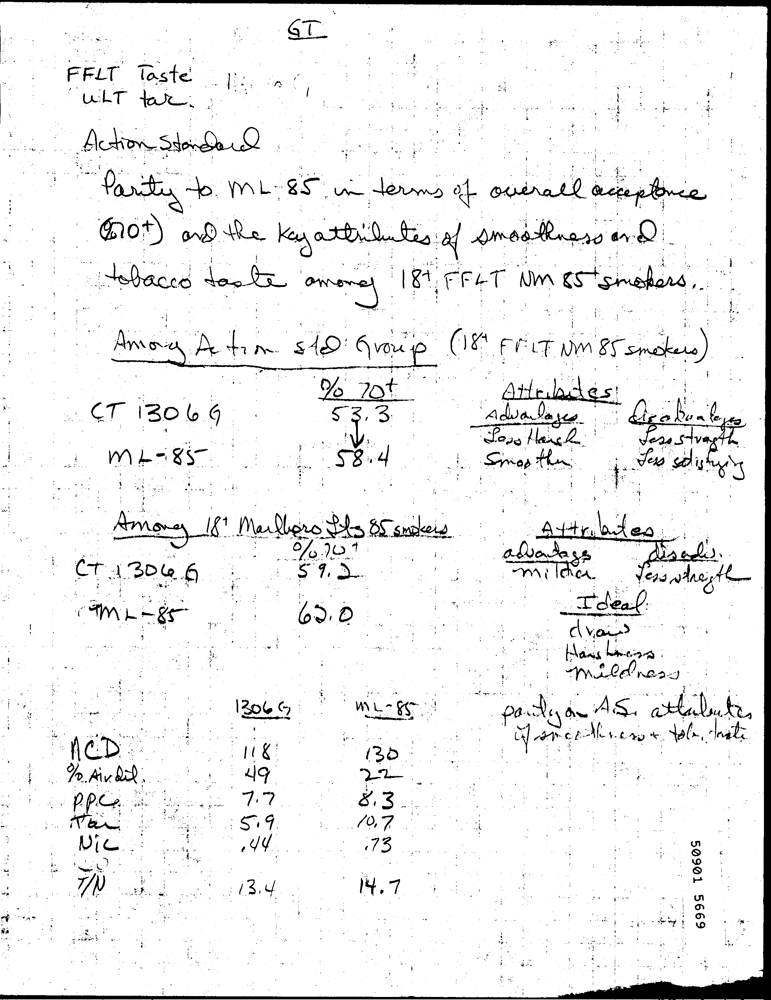 GT
FFLT Taste
ULT tar.
Action Standard
Parity to ML-85 in terms of overall acceptance
(%70+) and the key attributes of smoothness and
tobacco taste among 18+ FFLT NM 85 smokers.
Among Action std Group (18+ FFLT NM 85 smokers)
% 70+ Attributes
CT 1306 G 53.3 Advantages disadvantages
Less Harsh Less strength
ML-85 58.4 Smoother Less satisfying
Among 18+ Marlboro Lts 85 smokers Attributes
% 70+ advantage disadv.
CT 1306 G 59.2 milder Less strength
ML-85 62.0 Ideal
draw
Harshness
mildness
1306 G ML-85 parity on A.S. attributes
of smoothness + tob. taste
NCD 118 130
% Air dil. 49 22
PPC 7.7 8.3
Tar 5.9 10.7
Nic .44 .73
T/N 13.4 14.7
50901 5669